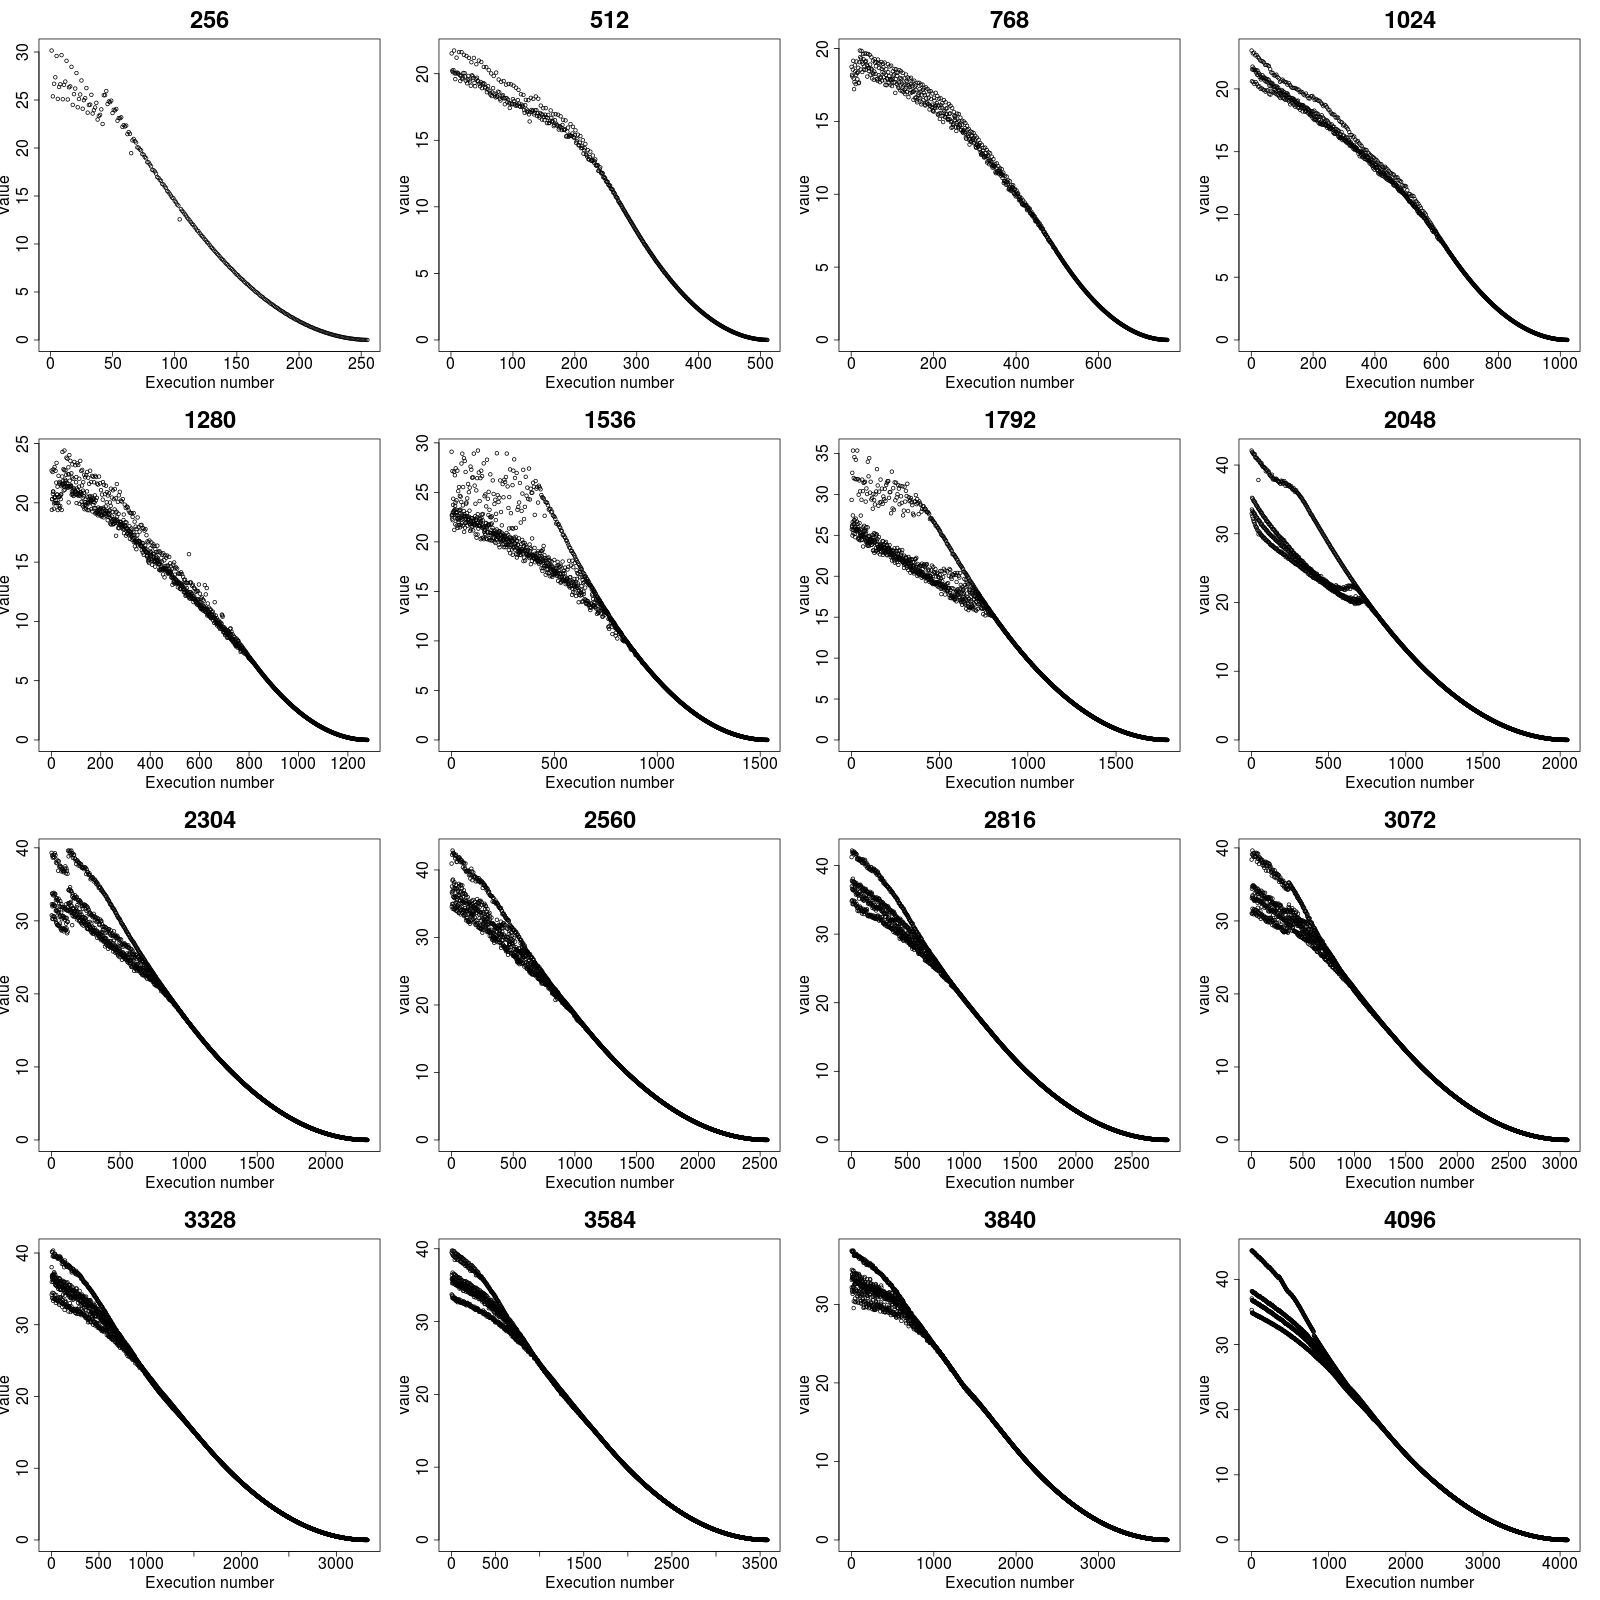 256 512 768 1024
30 25 20 15 10 5 0 value 0 50 100 150 200 250 Execution number
20 15 10 5 0 value 0 100 200 300 400 500 Execution number
20 15 10 5 0 value 0 200 400 600 Execution number
20 15 10 5 0 value 0 200 400 600 800 1000 Execution number
1280 1536 1792 2048
25 20 15 10 5 0 value 0 200 400 600 800 1000 1200 Execution number
30 25 20 15 10 5 0 value 0 500 1000 1500 Execution number
35 30 25 20 15 10 5 0 value 0 500 1000 1500 Execution number
40 30 20 10 0 value 0 500 1000 1500 2000 Execution number
2304 2560 2816 3072
40 30 20 10 0 value 0 500 1000 1500 2000 Execution number
40 30 20 10 0 value 0 500 1000 1500 2000 2500 Execution number
40 30 20 10 0 value 0 500 1000 1500 2000 2500 Execution number
40 30 20 10 0 value 0 500 1000 1500 2000 2500 3000 Execution number
3328 3584 3840 4096
40 30 20 10 0 value 0 500 1000 2000 3000 Execution number
40 30 20 10 0 value 0 500 1500 2500 3500 Execution number
30 20 10 0 value 0 1000 2000 3000 Execution number
40 30 20 10 0 value 0 1000 2000 3000 4000 Execution number